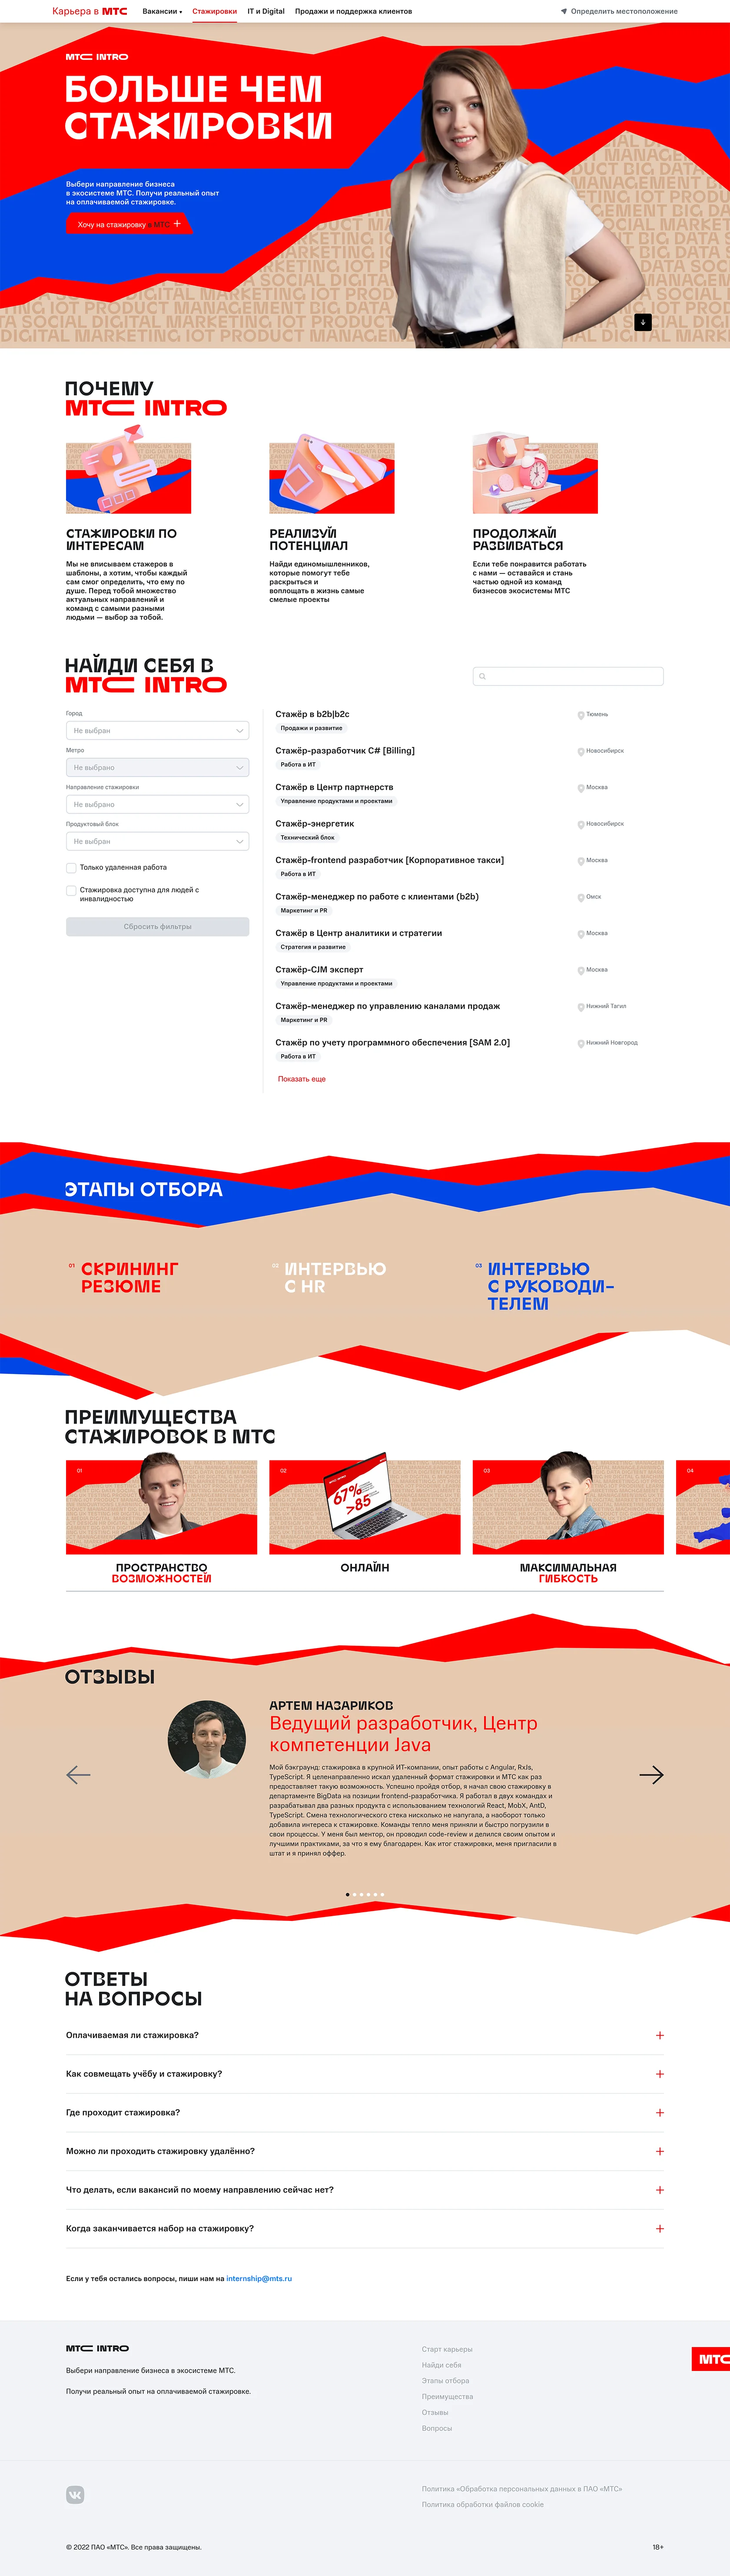 Карьера в МТС
Вакансии
Стажировки
IT и Digital
Продажи и поддержка клиентов
Определить местоположение
МТС INTRO
БОЛЬШЕ ЧЕМ
СТАЖИРОВКИ
Выбери направление бизнеса
в экосистеме МТС. Получи реальный опыт
на оплачиваемой стажировке.
Хочу на стажировку в МТС
ПОЧЕМУ
МТС INTRO
СТАЖИРОВКИ ПО
ИНТЕРЕСАМ
Мы не вписываем стажеров в
шаблоны, а хотим, чтобы каждый
сам смог определить, что ему по
душе. Перед тобой множество
актуальных направлений и
команд с самыми разными
людьми — выбор за тобой.
РЕАЛИЗУЙ
ПОТЕНЦИАЛ
Найди единомышленников,
которые помогут тебе
раскрыться и
воплощать в жизнь самые
смелые проекты
ПРОДОЛЖАЙ
РАЗВИВАТЬСЯ
Если тебе понравится работать
с нами — оставайся и стань
частью одной из команд
бизнесов экосистемы МТС
НАЙДИ СЕБЯ В
МТС INTRO
Город
Не выбран
Метро
Не выбрано
Направление стажировки
Не выбрано
Продуктовый блок
Не выбран
Только удаленная работа
Стажировка доступна для людей с
инвалидностью
Сбросить фильтры
Стажёр в b2b|b2c
Тюмень
Продажи и развитие
Стажёр-разработчик C# [Billing]
Новосибирск
Работа в ИТ
Стажёр в Центр партнерств
Москва
Управление продуктами и проектами
Стажёр-энергетик
Новосибирск
Технический блок
Стажёр-frontend разработчик [Корпоративное такси]
Москва
Работа в ИТ
Стажёр-менеджер по работе с клиентами (b2b)
Омск
Маркетинг и PR
Стажёр в Центр аналитики и стратегии
Москва
Стратегия и развитие
Стажёр-CJM эксперт
Москва
Управление продуктами и проектами
Стажёр-менеджер по управлению каналами продаж
Нижний Тагил
Маркетинг и PR
Стажёр по учету программного обеспечения [SAM 2.0]
Нижний Новгород
Работа в ИТ
Показать еще
ЭТАПЫ ОТБОРА
01
СКРИНИНГ
РЕЗЮМЕ
02
ИНТЕРВЬЮ
С HR
03
ИНТЕРВЬЮ
С РУКОВОДИ-
ТЕЛЕМ
ПРЕИМУЩЕСТВА
СТАЖИРОВОК В МТС
01
02
67%
>85
03
04
ПРОСТРАНСТВО
ВОЗМОЖНОСТЕЙ
ОНЛАЙН
МАКСИМАЛЬНАЯ
ГИБКОСТЬ
ОТЗЫВЫ
АРТЕМ НАЗАРИКОВ
Ведущий разработчик, Центр
компетенции Java
Мой бэкграунд: стажировка в крупной ИТ-компании, опыт работы с Angular, RxJs,
TypeScript. Я целенаправленно искал удаленный формат стажировки и МТС как раз
предоставляет такую возможность. Успешно пройдя отбор, я начал свою стажировку в
департаменте BigData на позиции frontend-разработчика. Я работал в двух командах и
разрабатывал два разных продукта с использованием технологий React, MobX, AntD,
TypeScript. Смена технологического стека нисколько не напугала, а наоборот только
добавила интереса к стажировке. Команды тепло меня приняли и быстро погрузили в
свои процессы. У меня был ментор, он проводил code-review и делился своим опытом и
лучшими практиками, за что я ему благодарен. Как итог стажировки, меня пригласили в
штат и я принял оффер.
ОТВЕТЫ
НА ВОПРОСЫ
Оплачиваемая ли стажировка?
Как совмещать учёбу и стажировку?
Где проходит стажировка?
Можно ли проходить стажировку удалённо?
Что делать, если вакансий по моему направлению сейчас нет?
Когда заканчивается набор на стажировку?
Если у тебя остались вопросы, пиши нам на internship@mts.ru
МТС INTRO
Выбери направление бизнеса в экосистеме МТС.
Получи реальный опыт на оплачиваемой стажировке.
Старт карьеры
Найди себя
Этапы отбора
Преимущества
Отзывы
Вопросы
МТС
Политика «Обработка персональных данных в ПАО «МТС»
Политика обработки файлов cookie
© 2022 ПАО «МТС». Все права защищены.
18+